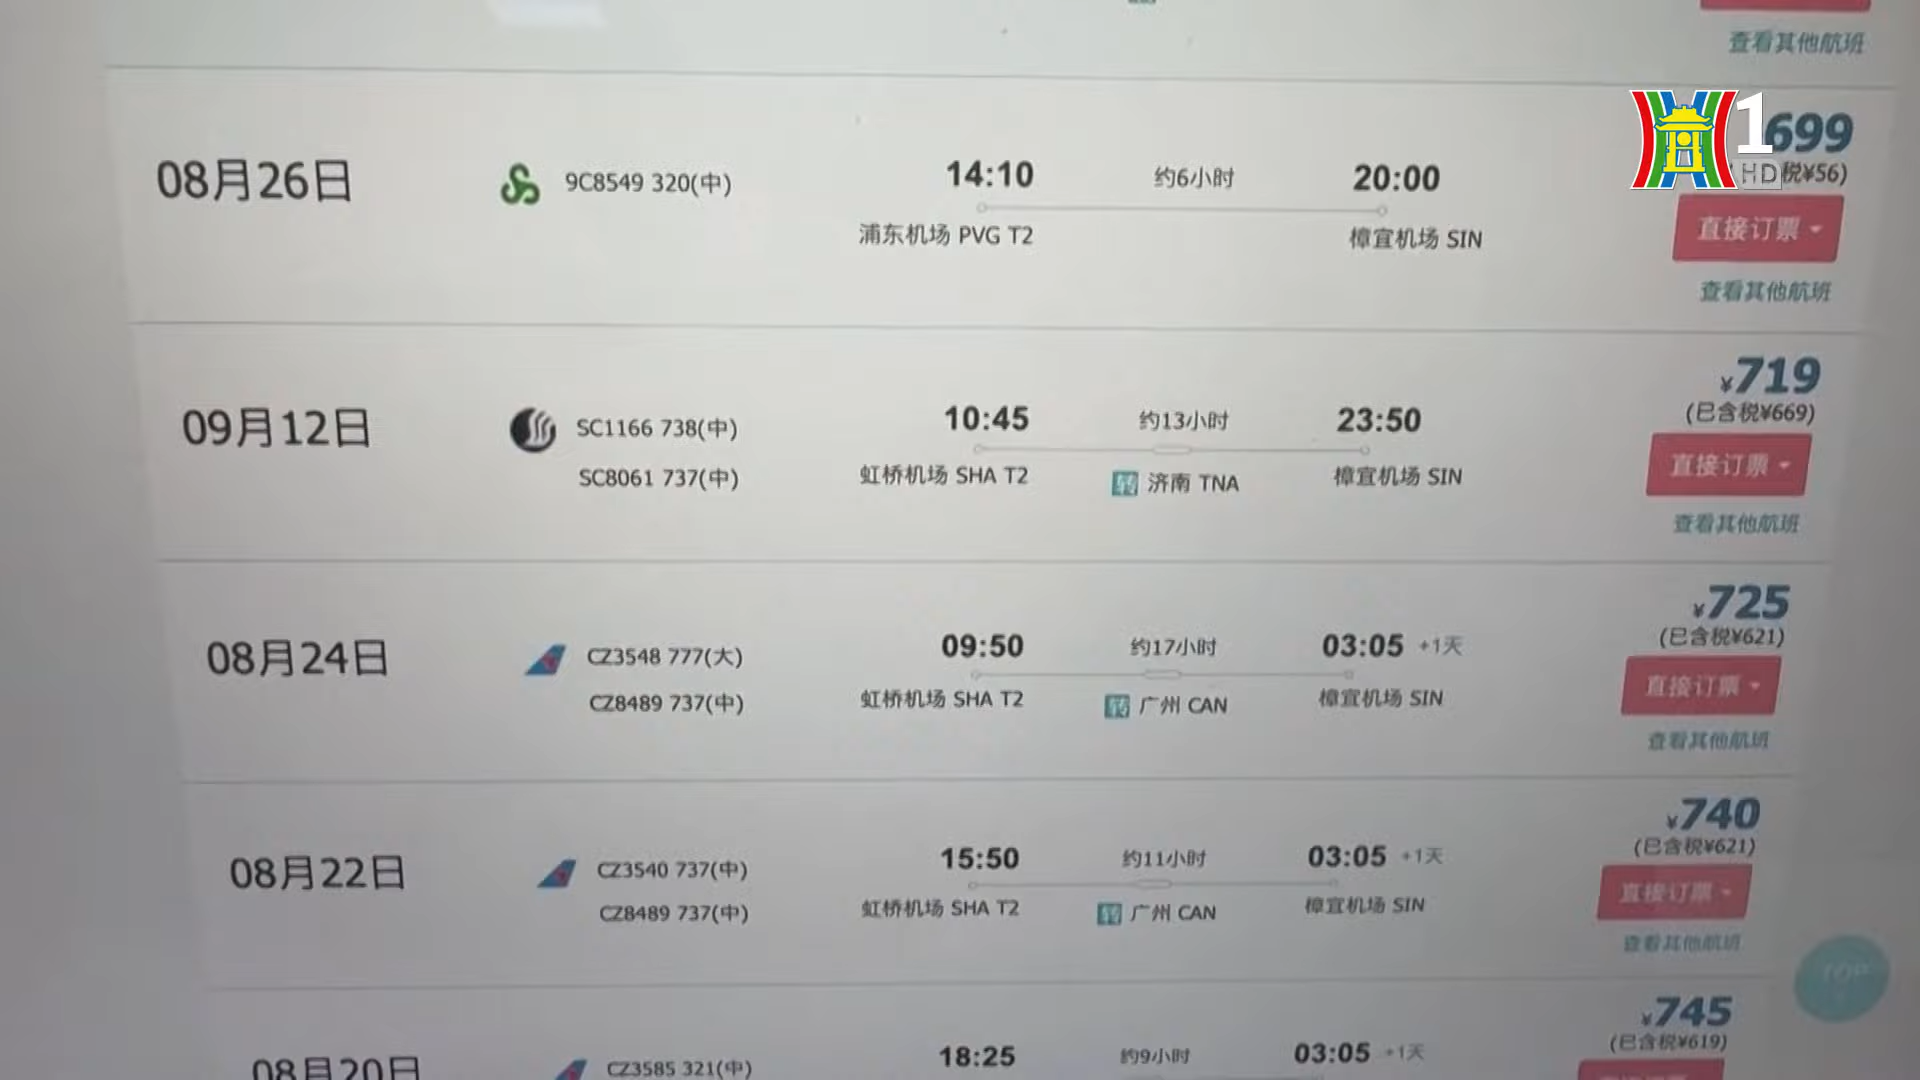 查看其他航班
08月26日 9C8549 320(中) 14:10 约6小时 20:00 699
浦东机场 PVG T2 樟宜机场 SIN 税¥56)
直接订票
查看其他航班
1
HD
09月12日 SC1166 738(中) 10:45 约13小时 23:50 ¥719
(已含税¥669)
SC8061 737(中) 虹桥机场 SHA T2 转 济南 TNA 樟宜机场 SIN 直接订票
查看其他航班
08月24日 CZ3548 777(大) 09:50 约17小时 03:05 +1天 ¥725
(已含税¥621)
CZ8489 737(中) 虹桥机场 SHA T2 转 广州 CAN 樟宜机场 SIN 直接订票
查看其他航班
08月22日 CZ3540 737(中) 15:50 约11小时 03:05 +1天 ¥740
(已含税¥621)
CZ8489 737(中) 虹桥机场 SHA T2 转 广州 CAN 樟宜机场 SIN 直接订票
查看其他航班
TOP
08月20日 CZ3585 321(中) 18:25 约9小时 03:05 +1天 ¥745
(已含税¥619)